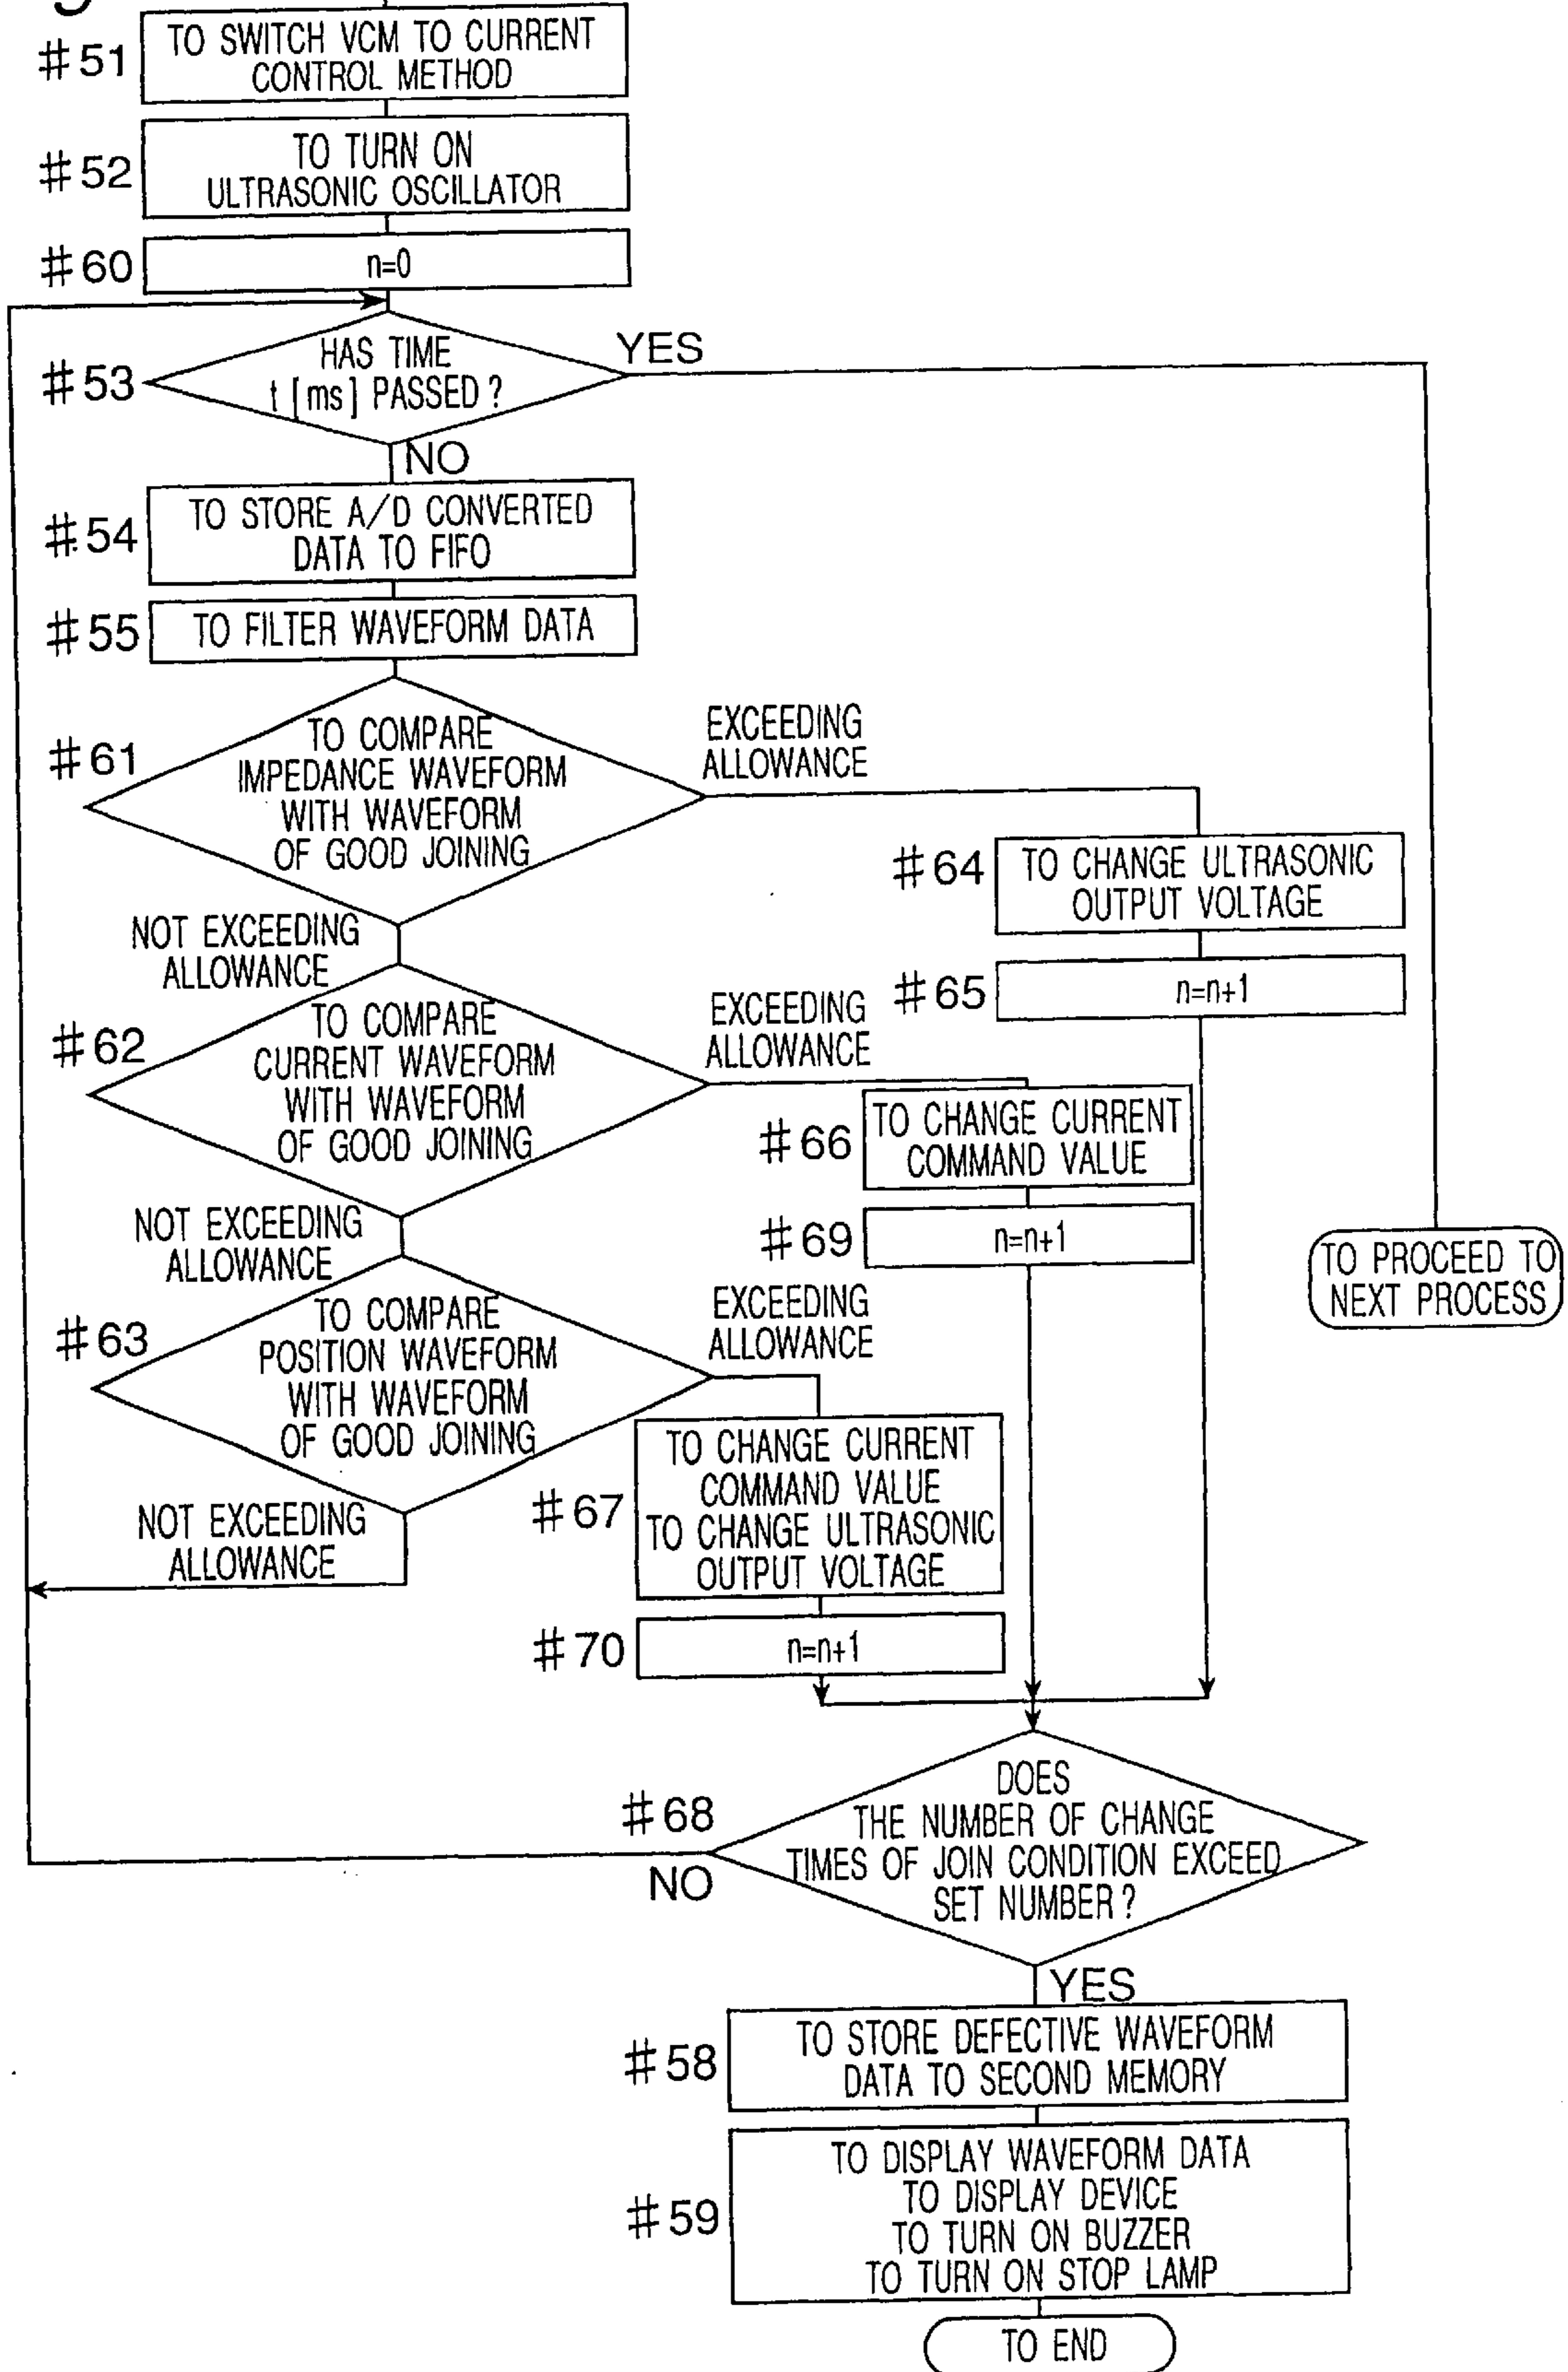 #51
TO SWITCH VCM TO CURRENT
CONTROL METHOD
#52
TO TURN ON
ULTRASONIC OSCILLATOR
#60
n=0
#53
HAS TIME
t [ms] PASSED ?
YES
NO
#54
TO STORE A/D CONVERTED
DATA TO FIFO
#55
TO FILTER WAVEFORM DATA
#61
TO COMPARE
IMPEDANCE WAVEFORM
WITH WAVEFORM
OF GOOD JOINING
EXCEEDING
ALLOWANCE
#64
TO CHANGE ULTRASONIC
OUTPUT VOLTAGE
NOT EXCEEDING
ALLOWANCE
#65
n=n+1
#62
TO COMPARE
CURRENT WAVEFORM
WITH WAVEFORM
OF GOOD JOINING
EXCEEDING
ALLOWANCE
#66
TO CHANGE CURRENT
COMMAND VALUE
NOT EXCEEDING
ALLOWANCE
#69
n=n+1
TO PROCEED TO
NEXT PROCESS
#63
TO COMPARE
POSITION WAVEFORM
WITH WAVEFORM
OF GOOD JOINING
EXCEEDING
ALLOWANCE
#67
TO CHANGE CURRENT
COMMAND VALUE
TO CHANGE ULTRASONIC
OUTPUT VOLTAGE
NOT EXCEEDING
ALLOWANCE
#70
n=n+1
#68
DOES
THE NUMBER OF CHANGE
TIMES OF JOIN CONDITION EXCEED
SET NUMBER ?
NO
YES
#58
TO STORE DEFECTIVE WAVEFORM
DATA TO SECOND MEMORY
#59
TO DISPLAY WAVEFORM DATA
TO DISPLAY DEVICE
TO TURN ON BUZZER
TO TURN ON STOP LAMP
TO END